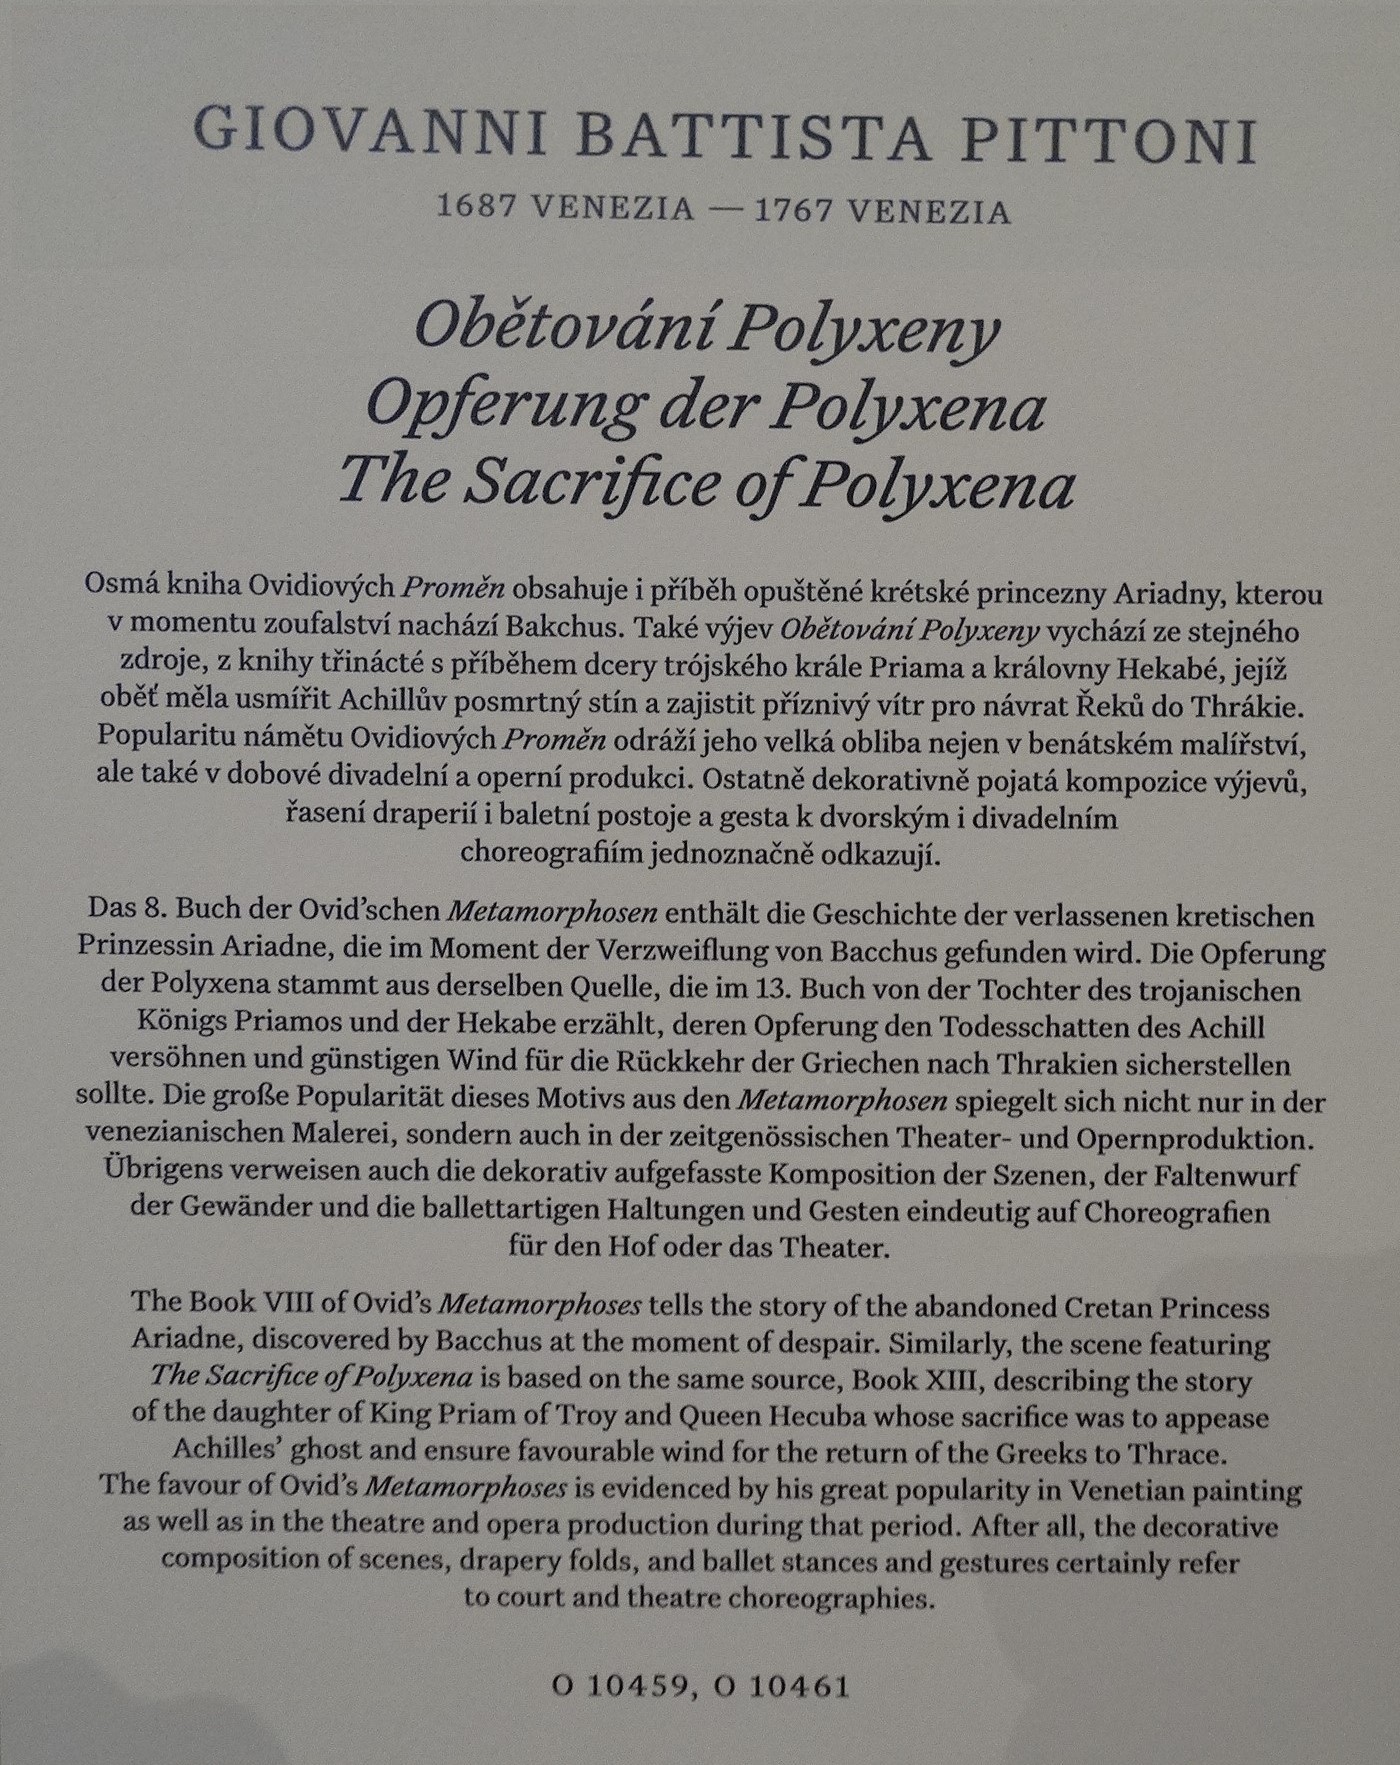 GIOVANNI BATTISTA PITTONI
1687 VENEZIA — 1767 VENEZIA
Obětování Polyxeny
Opferung der Polyxena
The Sacrifice of Polyxena
Osmá kniha Ovidiových Proměn obsahuje i příběh opuštěné krétské princezny Ariadny, kterou
v momentu zoufalství nachází Bakchus. Také výjev Obětování Polyxeny vychází ze stejného
zdroje, z knihy třinácté s příběhem dcery trójského krále Priama a královny Hekabé, jejíž
oběť měla usmířit Achillův posmrtný stín a zajistit příznivý vítr pro návrat Řeků do Thrákie.
Popularitu námětu Ovidiových Proměn odráží jeho velká obliba nejen v benátském malířství,
ale také v dobové divadelní a operní produkci. Ostatně dekorativně pojatá kompozice výjevů,
řasení draperií i baletní postoje a gesta k dvorským i divadelním
choreografiím jednoznačně odkazují.
Das 8. Buch der Ovid’schen Metamorphosen enthält die Geschichte der verlassenen kretischen
Prinzessin Ariadne, die im Moment der Verzweiflung von Bacchus gefunden wird. Die Opferung
der Polyxena stammt aus derselben Quelle, die im 13. Buch von der Tochter des trojanischen
Königs Priamos und der Hekabe erzählt, deren Opferung den Todesschatten des Achill
versöhnen und günstigen Wind für die Rückkehr der Griechen nach Thrakien sicherstellen
sollte. Die große Popularität dieses Motivs aus den Metamorphosen spiegelt sich nicht nur in der
venezianischen Malerei, sondern auch in der zeitgenössischen Theater- und Opernproduktion.
Übrigens verweisen auch die dekorativ aufgefasste Komposition der Szenen, der Faltenwurf
der Gewänder und die ballettartigen Haltungen und Gesten eindeutig auf Choreografien
für den Hof oder das Theater.
The Book VIII of Ovid’s Metamorphoses tells the story of the abandoned Cretan Princess
Ariadne, discovered by Bacchus at the moment of despair. Similarly, the scene featuring
The Sacrifice of Polyxena is based on the same source, Book XIII, describing the story
of the daughter of King Priam of Troy and Queen Hecuba whose sacrifice was to appease
Achilles’ ghost and ensure favourable wind for the return of the Greeks to Thrace.
The favour of Ovid’s Metamorphoses is evidenced by his great popularity in Venetian painting
as well as in the theatre and opera production during that period. After all, the decorative
composition of scenes, drapery folds, and ballet stances and gestures certainly refer
to court and theatre choreographies.
O 10459, O 10461